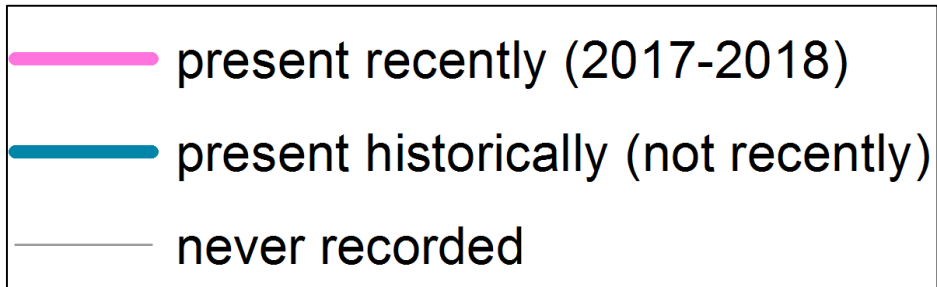 present recently (2017-2018)
present historically (not recently)
never recorded